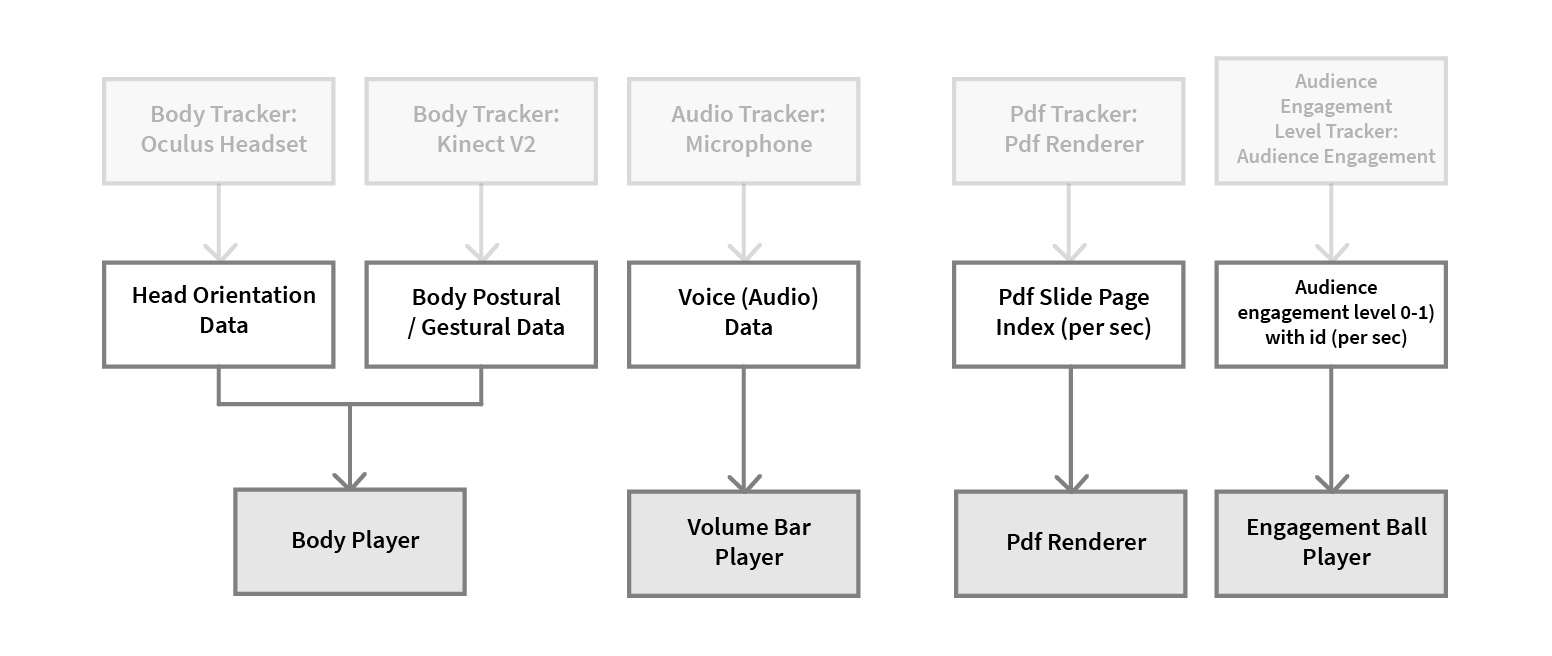 Body Tracker:
Oculus Headset
Body Tracker:
Kinect V2
Audio Tracker:
Microphone
Pdf Tracker:
Pdf Renderer
Audience
Engagement
Level Tracker:
Audience Engagement
Head Orientation
Data
Body Postural
/ Gestural Data
Voice (Audio)
Data
Pdf Slide Page
Index (per sec)
Audience
engagement level 0-1)
with id (per sec)
Body Player
Volume Bar
Player
Pdf Renderer
Engagement Ball
Player